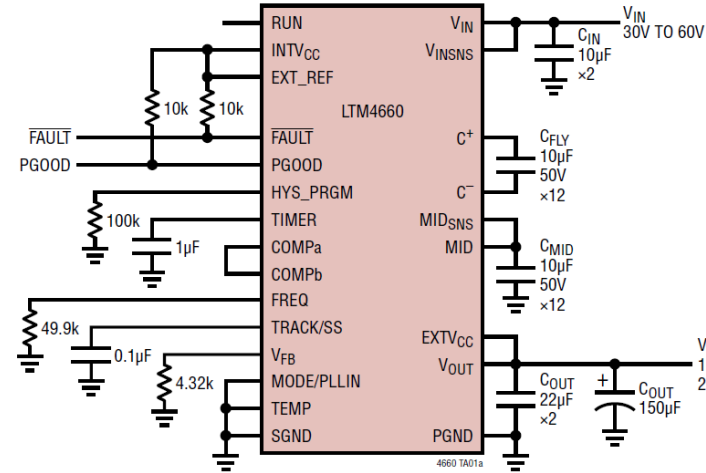 RUN
INTVCC
EXT_REF
10k
10k
LTM4660
FAULT
FAULT
PGOOD
PGOOD
HYS_PRGM
100k
TIMER
1µF
COMPa
COMPb
FREQ
49.9k
TRACK/SS
0.1µF
VFB
4.32k
MODE/PLLIN
TEMP
SGND
VIN
VINSNS
VIN
30V TO 60V
CIN
10µF
×2
C+
C–
CFLY
10µF
50V
×12
MIDSNS
MID
CMID
10µF
50V
×12
EXTVCC
VOUT
PGND
COUT
22µF
×2
+
COUT
150µF
V
1
2
4660 TA01a